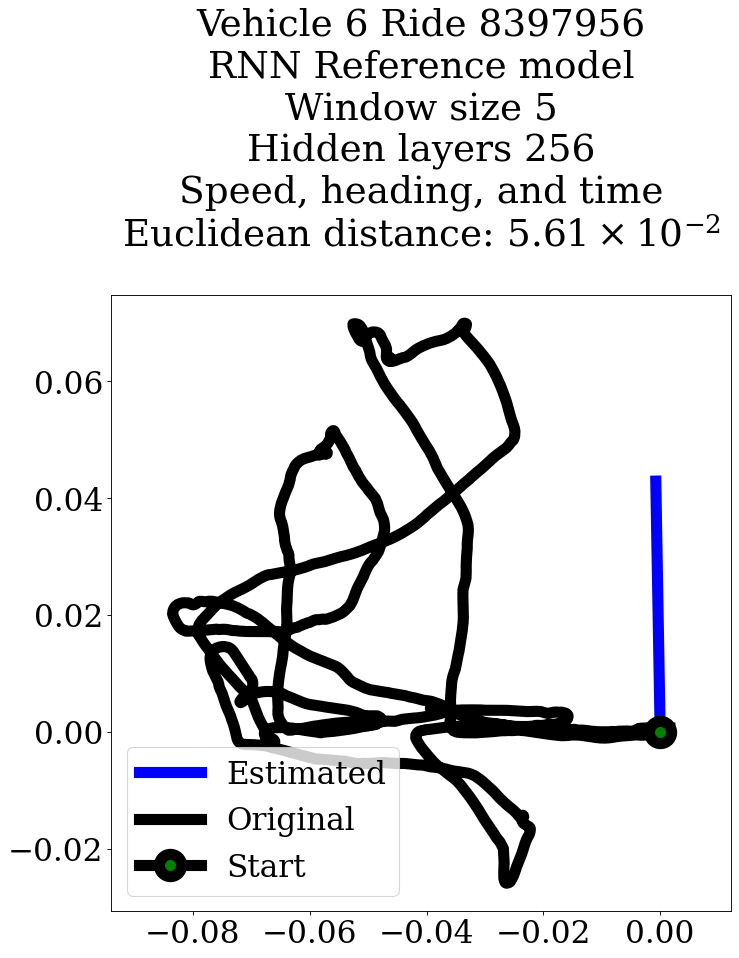 Vehicle 6 Ride 8397956
RNN Reference model
Window size 5
Hidden layers 256
Speed, heading, and time
Euclidean distance: 5.61 × 10⁻²
0.06
0.04
0.02
0.00
−0.02
Estimated
Original
Start
−0.08 −0.06 −0.04 −0.02 0.00